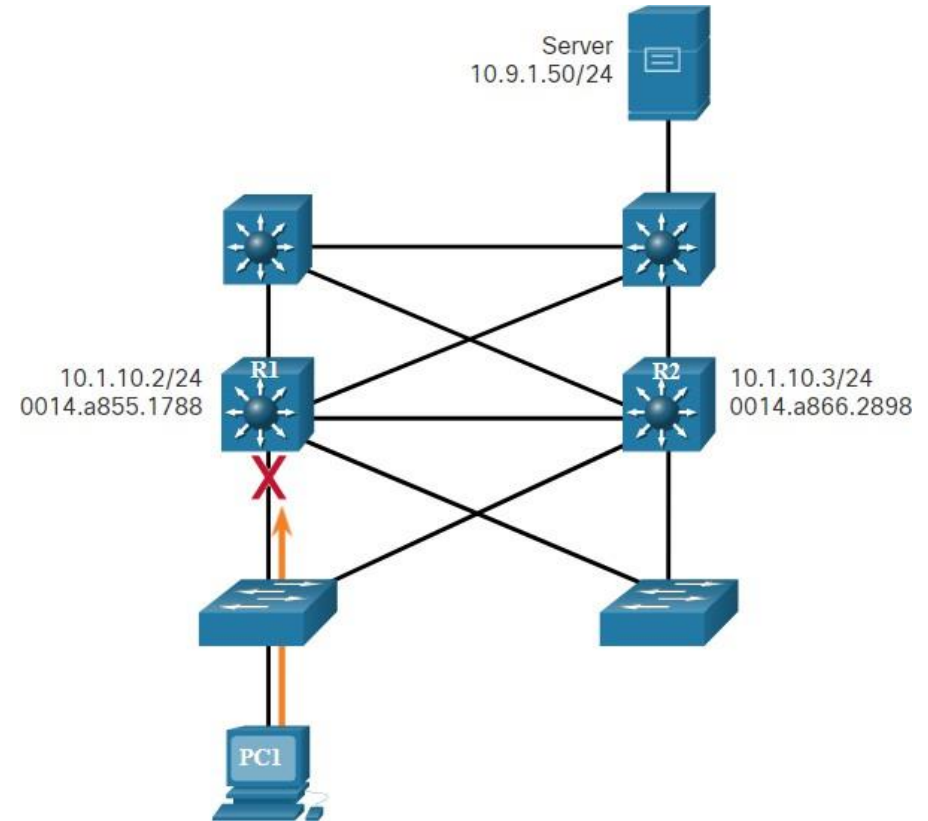 Server
10.9.1.50/24
R1
10.1.10.2/24
0014.a855.1788
R2
10.1.10.3/24
0014.a866.2898
X
PC1